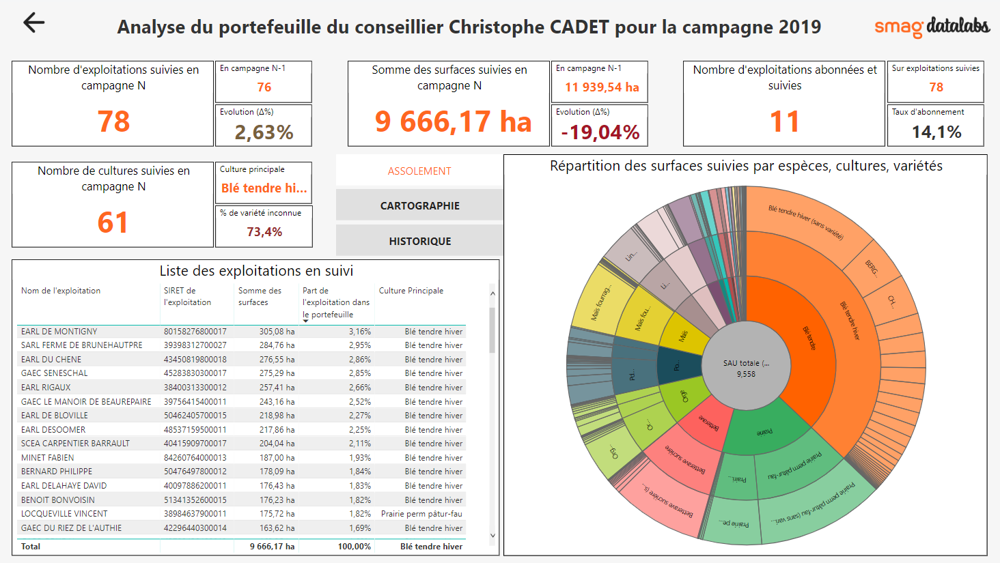 Analyse du portefeuille du conseillier Christophe CADET pour la campagne 2019
smag datalabs
Nombre d'exploitations suivies en
campagne N
78
En campagne N-1
76
Evolution (Δ%)
2,63%
Somme des surfaces suivies en
campagne N
9 666,17 ha
En campagne N-1
11 939,54 ha
Evolution (Δ%)
-19,04%
Nombre d'exploitations abonnées et
suivies
11
Sur exploitations suivies
78
Taux d'abonnement
14,1%
Nombre de cultures suivies en
campagne N
61
Culture principale
Blé tendre hi...
% de variété inconnue
73,4%
ASSOLEMENT
CARTOGRAPHIE
HISTORIQUE
Liste des exploitations en suivi
Nom de l'exploitation SIRET de l'exploitation Somme des surfaces Part de l'exploitation dans le portefeuille Culture Principale
EARL DE MONTIGNY 80158276800017 305,08 ha 3,16% Blé tendre hiver
SARL FERME DE BRUNEHAUTPRE 39398312700027 284,76 ha 2,95% Blé tendre hiver
EARL DU CHENE 43450819800018 276,55 ha 2,86% Blé tendre hiver
GAEC SENESCHAL 45283830300017 275,29 ha 2,85% Blé tendre hiver
EARL RIGAUX 38400313300012 257,41 ha 2,66% Blé tendre hiver
GAEC LE MANOIR DE BEAUREPAIRE 39756415400011 243,16 ha 2,52% Blé tendre hiver
EARL DE BLOVILLE 50462405700015 218,98 ha 2,27% Blé tendre hiver
EARL DESOOMER 48537159500011 217,86 ha 2,25% Blé tendre hiver
SCEA CARPENTIER BARRAULT 40415909700017 204,04 ha 2,11% Blé tendre hiver
MINET FABIEN 84260764000013 187,00 ha 1,93% Blé tendre hiver
BERNARD PHILIPPE 50476497800012 178,09 ha 1,84% Blé tendre hiver
EARL DELAHAYE DAVID 40097886200011 176,43 ha 1,83% Blé tendre hiver
BENOIT BONVOISIN 51341352600015 176,23 ha 1,82% Blé tendre hiver
LOCQUEVILLE VINCENT 38984637900011 175,72 ha 1,82% Prairie perm pâtur-fau
GAEC DU RIEZ DE L'AUTHIE 42296440300014 163,62 ha 1,69% Blé tendre hiver
Total 9 666,17 ha 100,00% Blé tendre hiver
Répartition des surfaces suivies par espèces, cultures, variétés
SAU totale (...
9,558
Blé tendre
Blé tendre hiver
Blé tendre hiver (sans variété)
BERG...
CH...
Prairie
Prairie perm pâtur-fau
Prairie perm pâtur-fau (sans vari...
Prairi...
Prairie pe...
Betterave
Betterave sucrière
Betterave sucrière (s...
Orge
Or...
Org...
Po...
Pd...
Maïs
Maïs fou...
Maïs fourrag...
Li...
Lin...